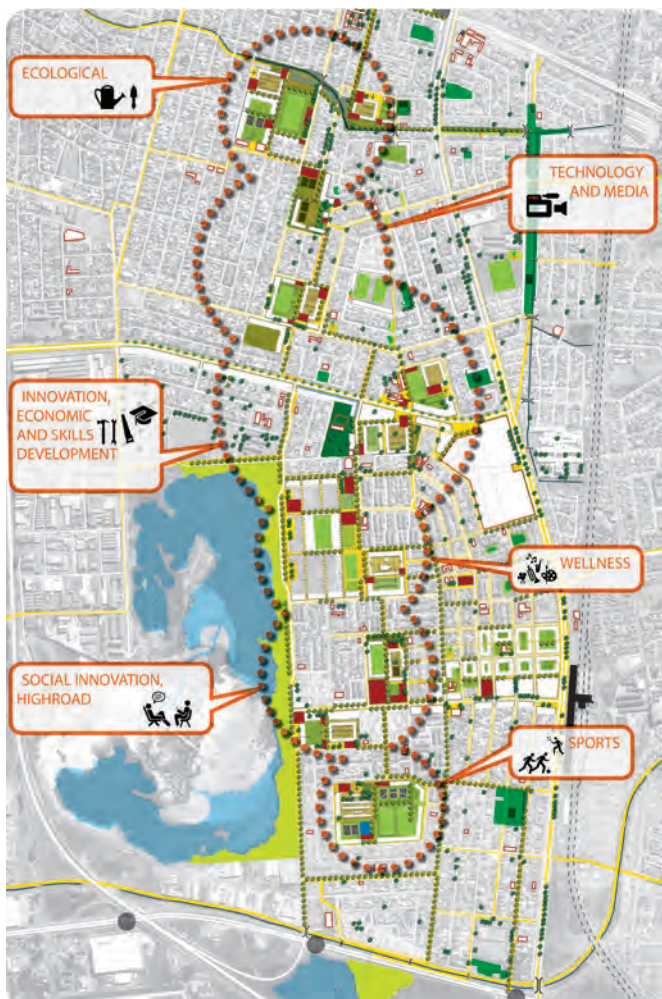 ECOLOGICAL
TECHNOLOGY
AND MEDIA
INNOVATION,
ECONOMIC
AND SKILLS
DEVELOPMENT
WELLNESS
SOCIAL INNOVATION,
HIGHROAD
SPORTS